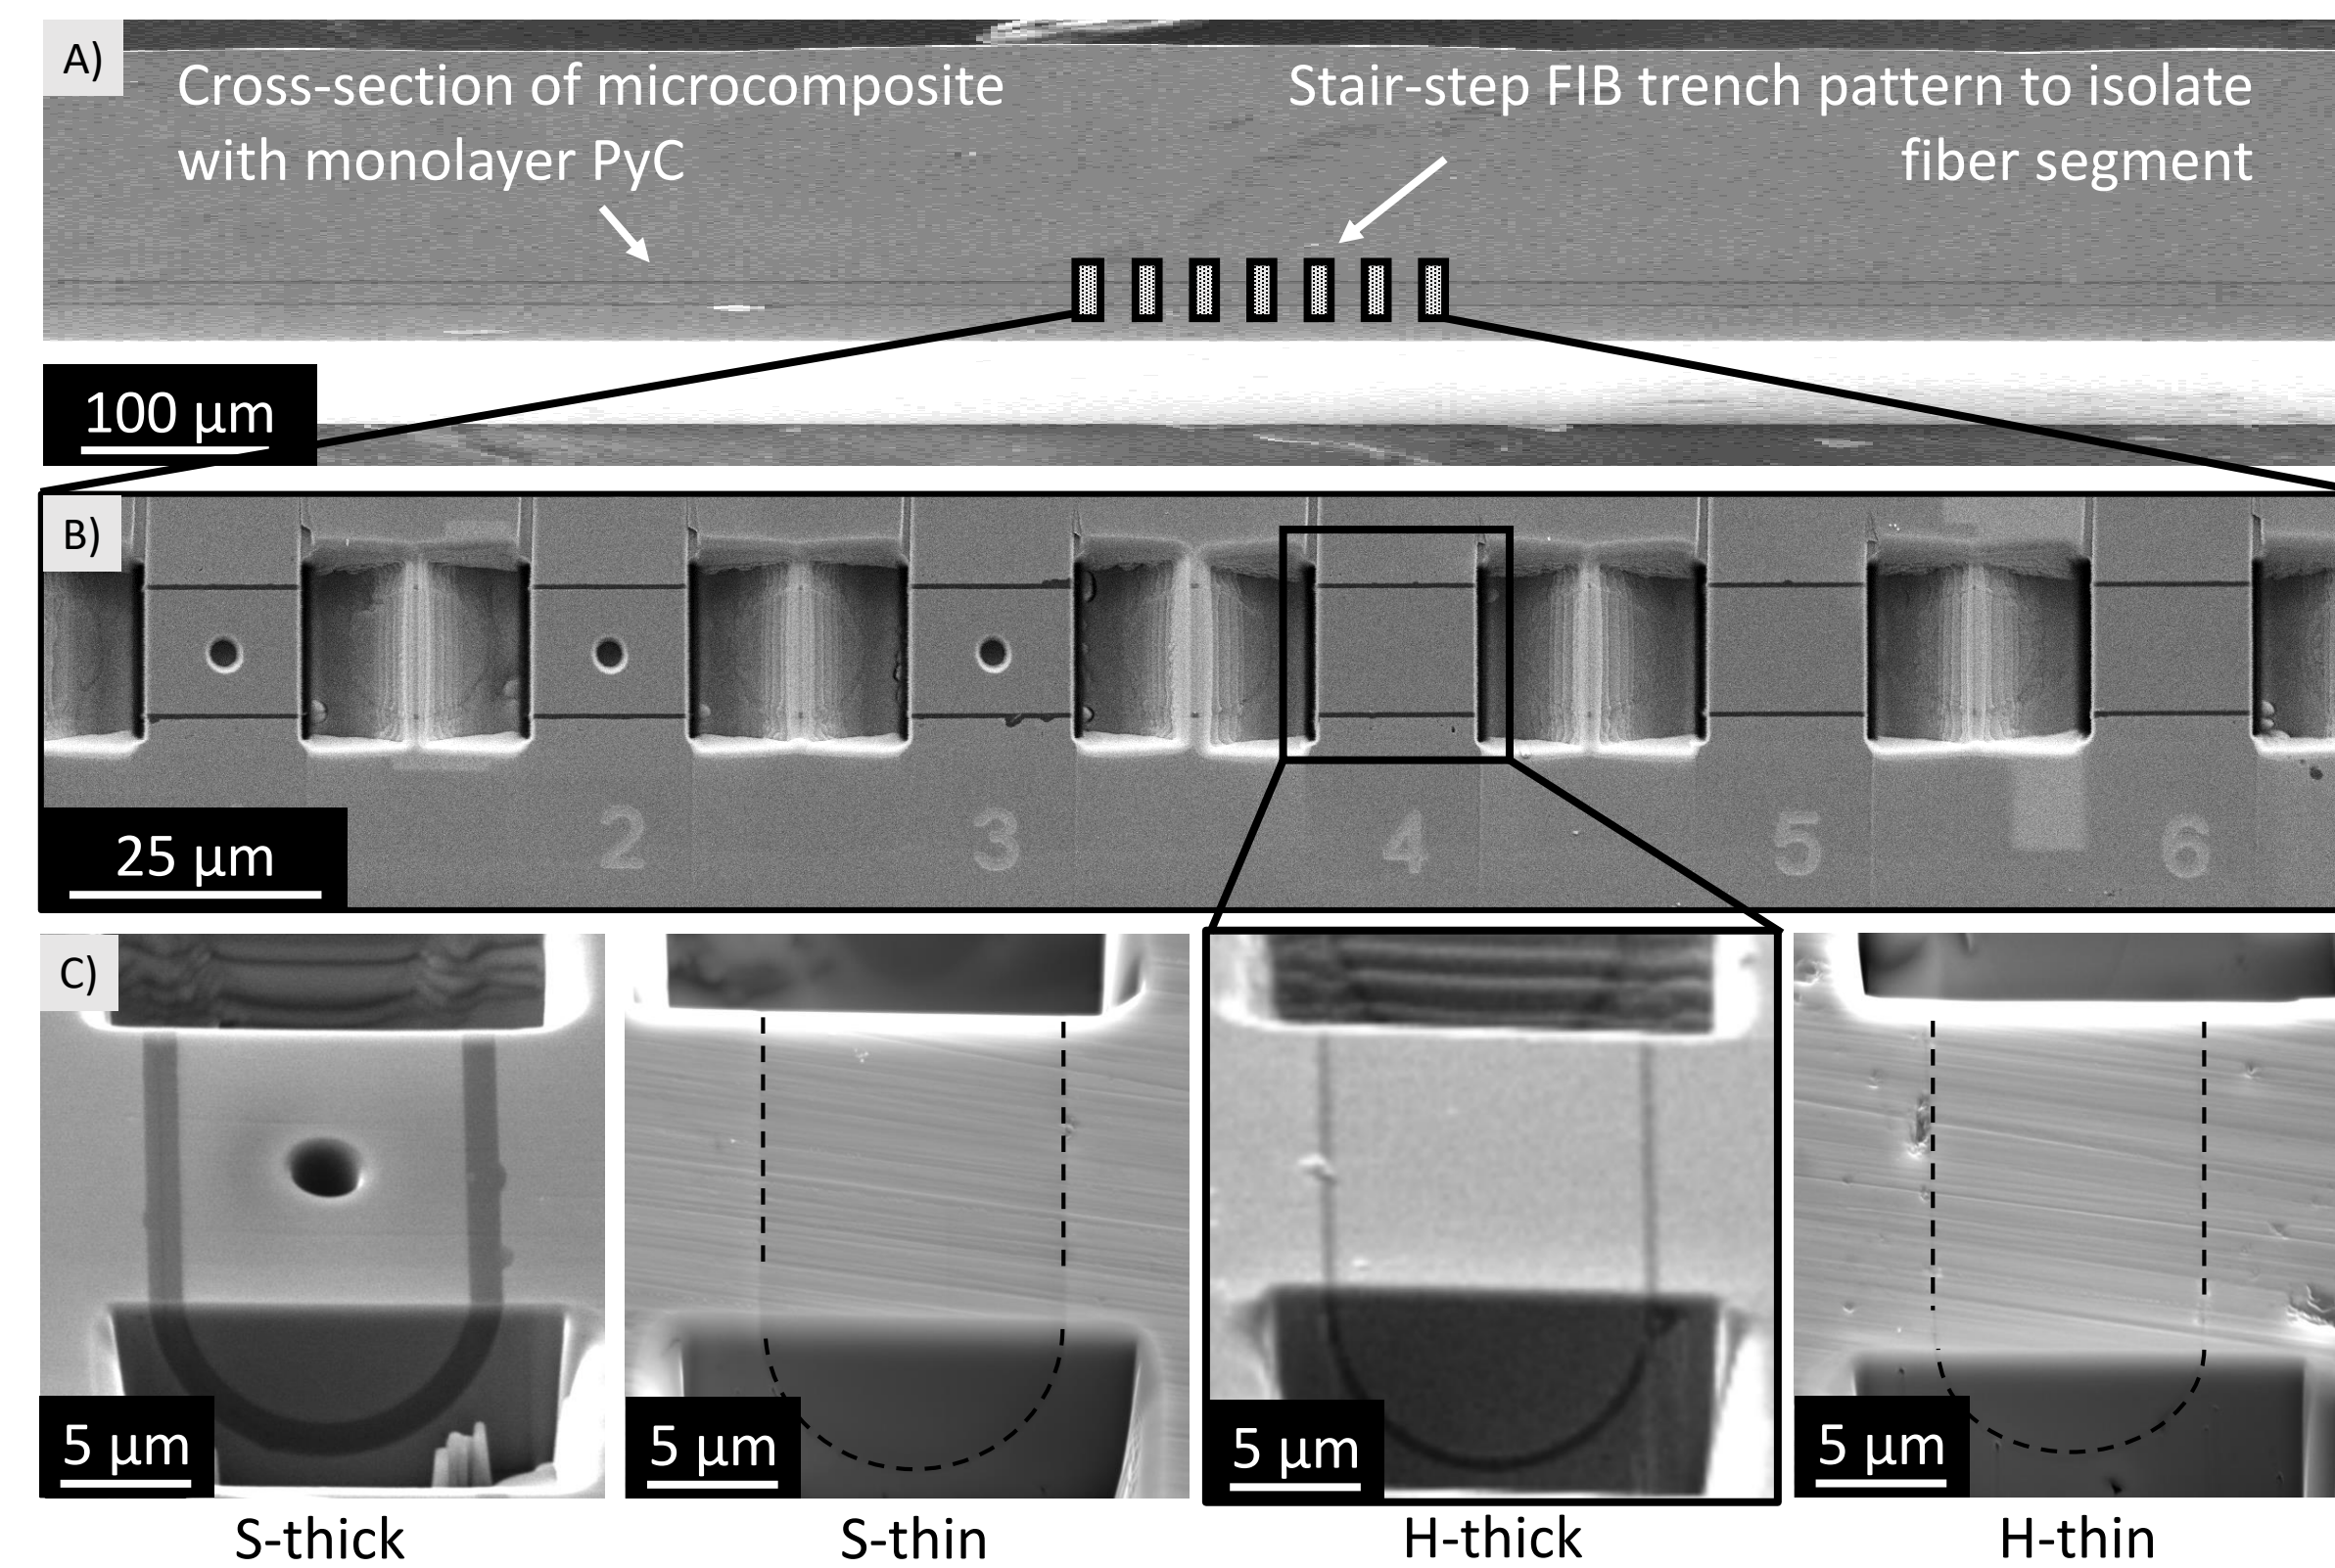 A)
Cross-section of microcomposite
with monolayer PyC
Stair-step FIB trench pattern to isolate
fiber segment
100 µm
B)
2
3
4
5
6
25 µm
C)
5 µm
5 µm
5 µm
5 µm
S-thick
S-thin
H-thick
H-thin